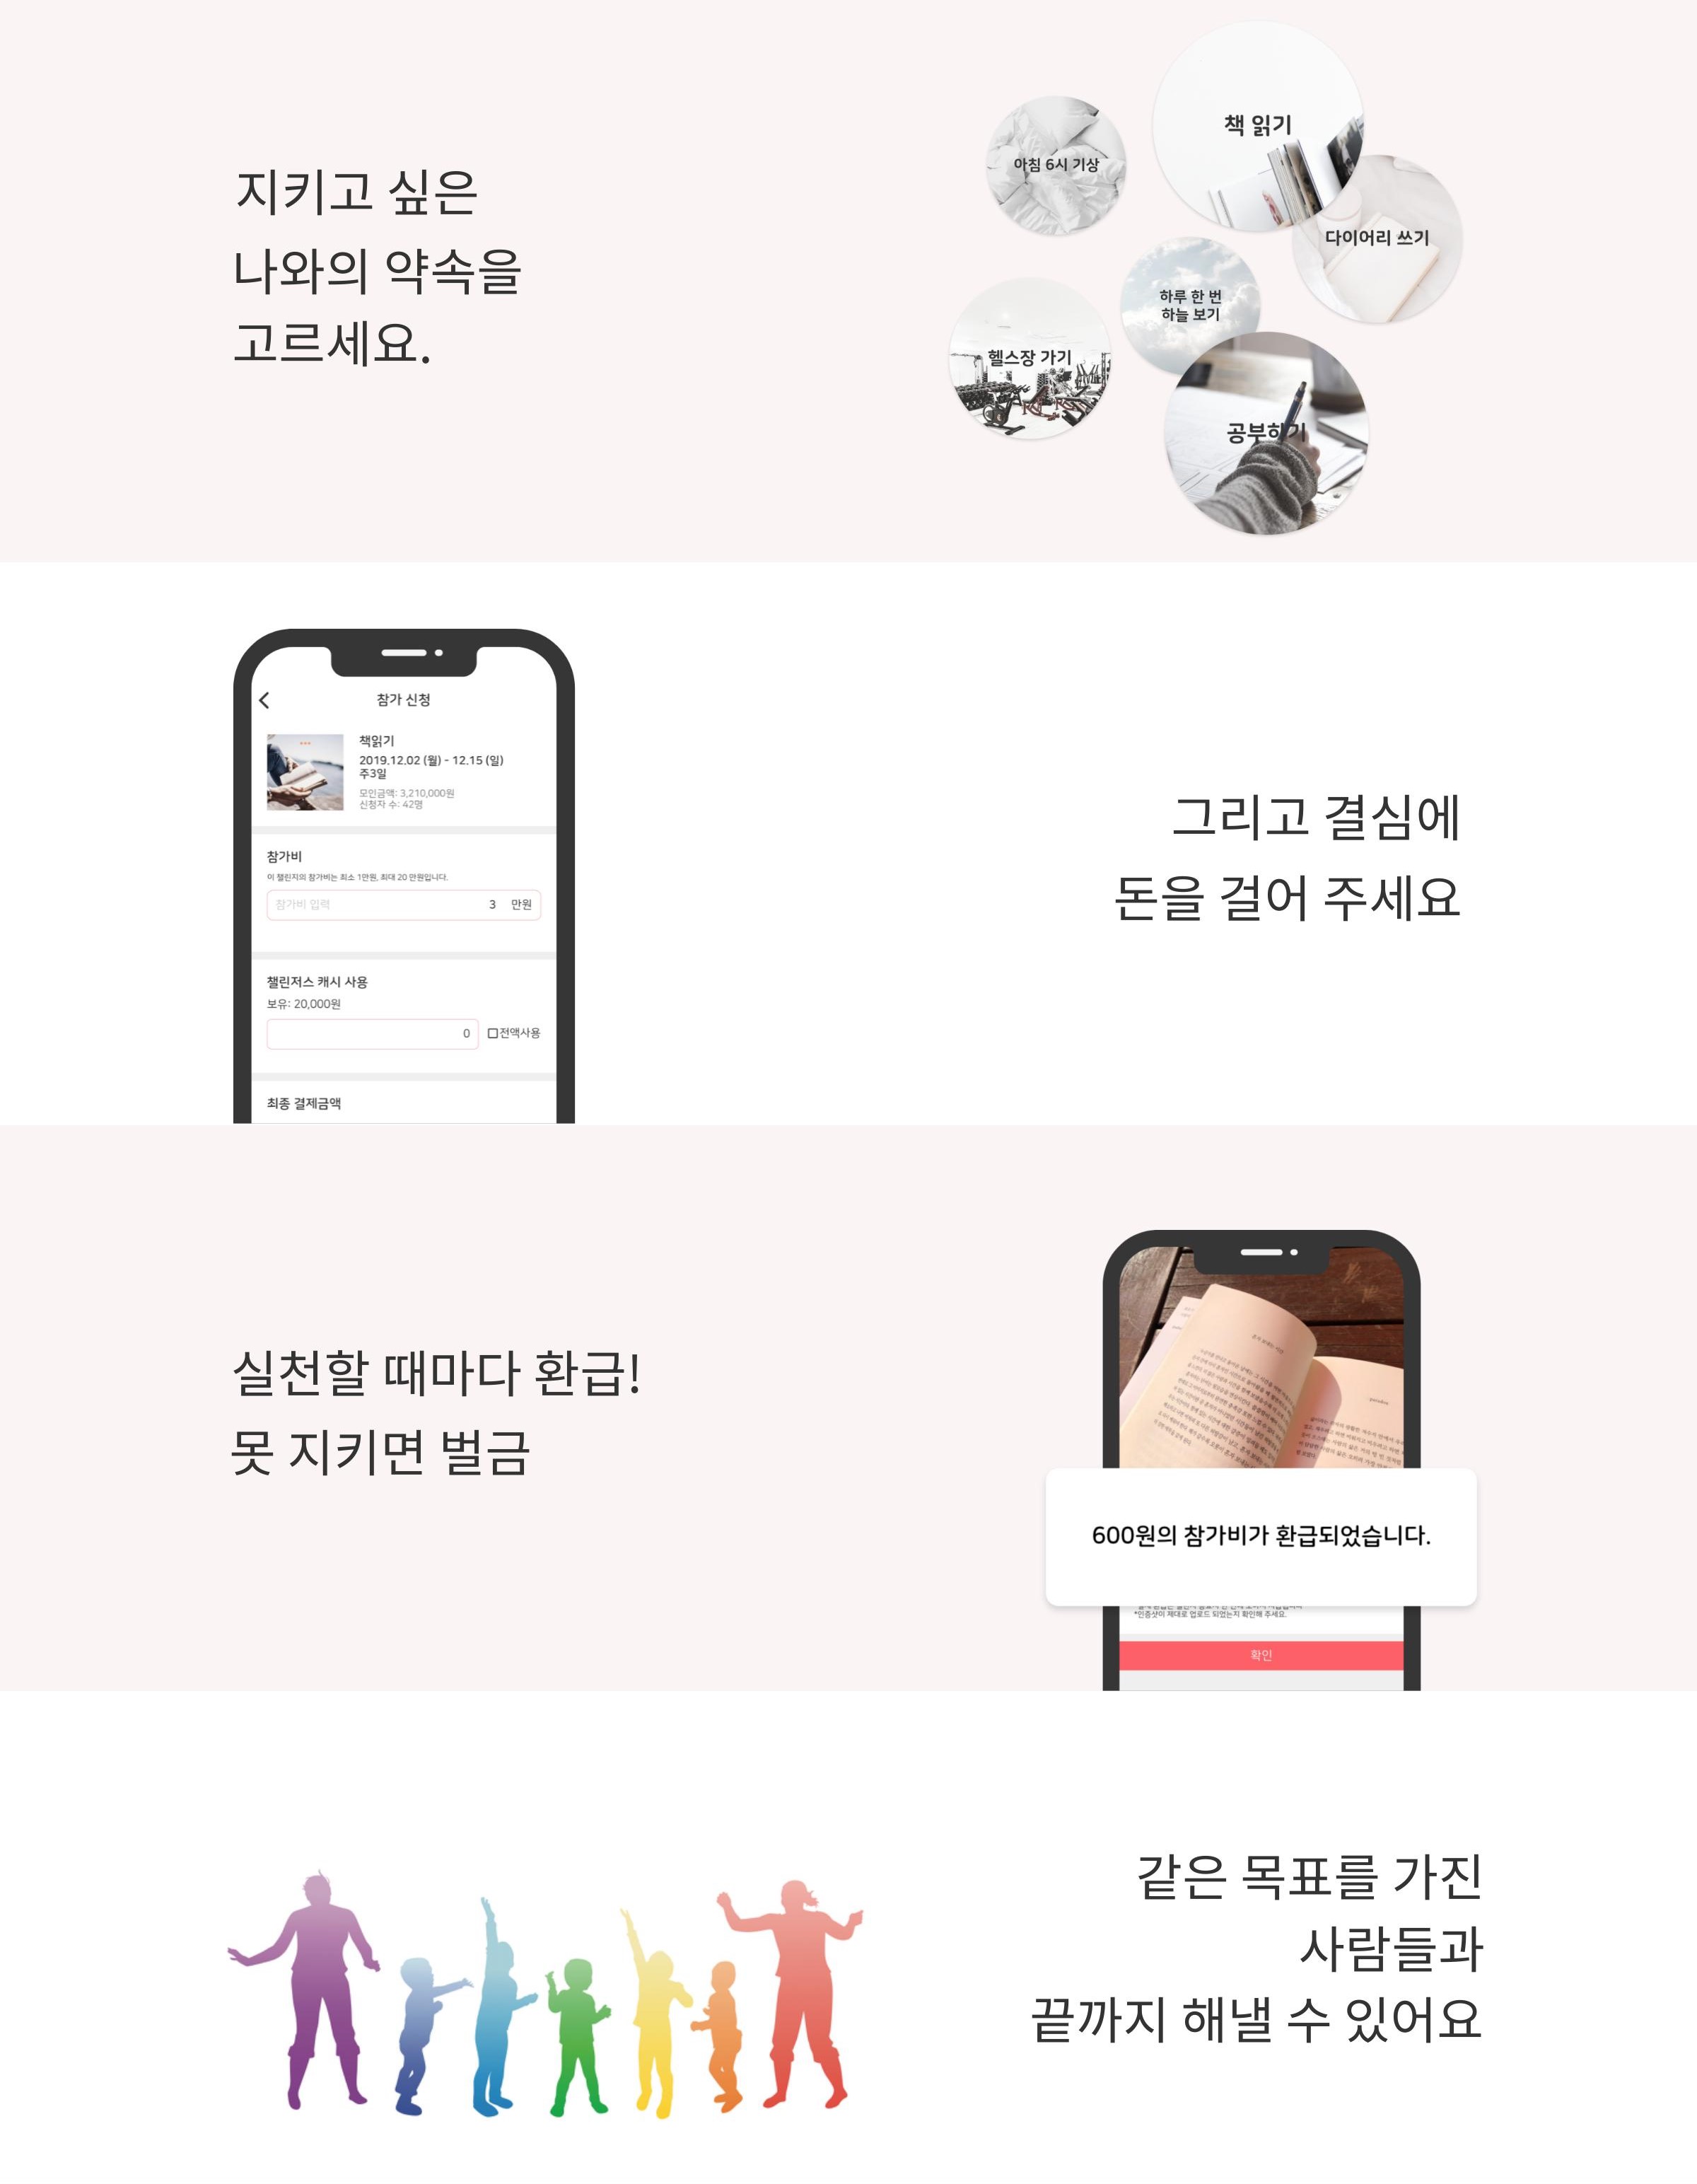 지키고 싶은
나와의 약속을
고르세요.
아침 6시 기상
책 읽기
다이어리 쓰기
하루 한 번
하늘 보기
헬스장 가기
공부하기
참가 신청
책읽기
2019.12.02 (월) - 12.15 (일)
주3일
모인금액: 3,210,000원
신청자 수: 42명
참가비
이 챌린지의 참가비는 최소 1만원, 최대 20 만원입니다.
참가비 입력 3 만원
챌린저스 캐시 사용
보유: 20,000원
0 전액사용
최종 결제금액
그리고 결심에
돈을 걸어 주세요
실천할 때마다 환급!
못 지키면 벌금
600원의 참가비가 환급되었습니다.
*인증샷이 제대로 업로드 되었는지 확인해 주세요.
확인
같은 목표를 가진
사람들과
끝까지 해낼 수 있어요